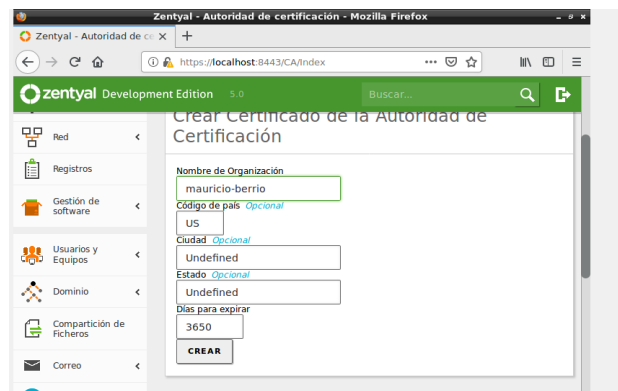 Zentyal - Autoridad de certificación - Mozilla Firefox
Zentyal - Autoridad de ce
https://localhost:8443/CA/Index
zentyal Development Edition 5.0
Buscar...
Crear Certificado de la Autoridad de
Certificación
Red
Registros
Gestión de
software
Usuarios y
Equipos
Dominio
Compartición de
Ficheros
Correo
Nombre de Organización
mauricio-berrio
Código de país Opcional
US
Ciudad Opcional
Undefined
Estado Opcional
Undefined
Días para expirar
3650
CREAR